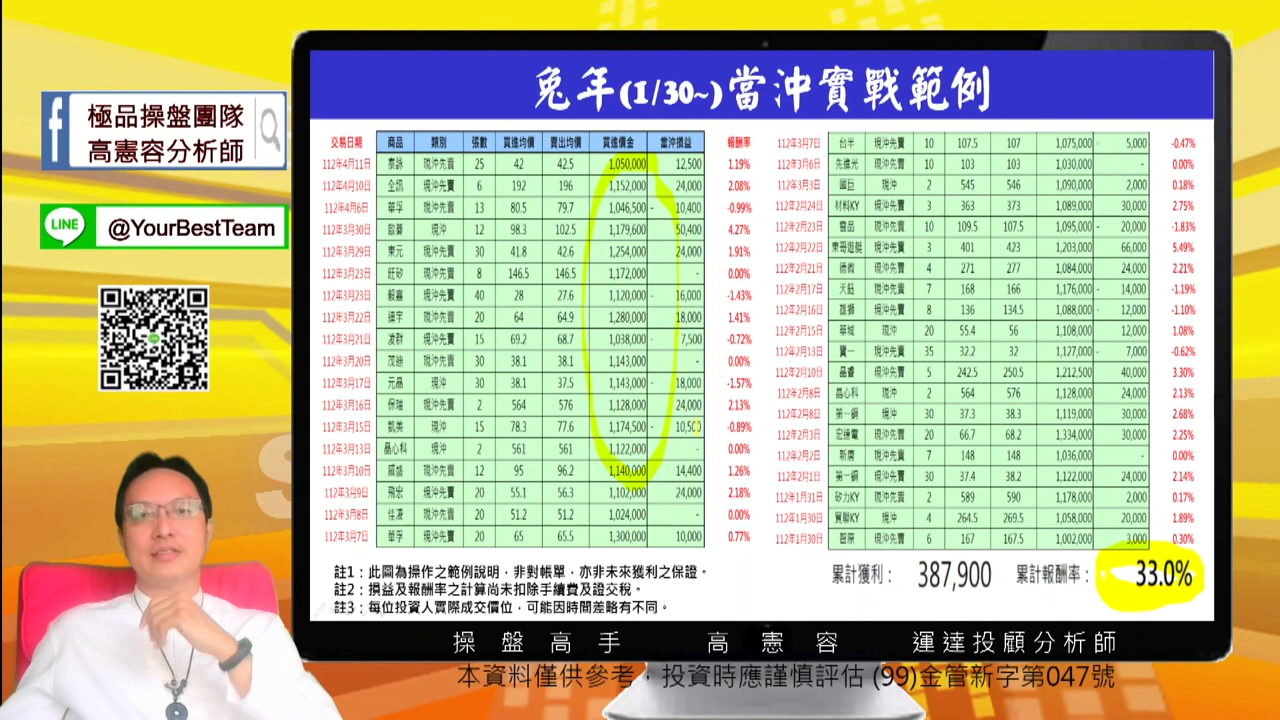 兔年(1/30~)當沖實戰範例
極品操盤團隊
高憲容分析師
LINE @YourBestTeam
交易日期 商品 類別 張數 買進均價 賣出均價 買進價金 當沖損益 報酬率
112年4月11日 泰詠 現沖先賣 25 42 42.5 1,050,000 12,500 1.19%
112年4月10日 全訊 現沖先賣 6 192 196 1,152,000 24,000 2.08%
112年4月6日 華孚 現沖先賣 13 80.5 79.7 1,046,500 - 10,400 -0.99%
112年3月30日 啟碁 現沖 12 98.3 102.5 1,179,600 50,400 4.27%
112年3月29日 東元 現沖先賣 30 41.8 42.6 1,254,000 24,000 1.91%
112年3月23日 旺矽 現沖先賣 8 146.5 146.5 1,172,000 - 0.00%
112年3月23日 毅嘉 現沖先賣 40 28 27.6 1,120,000 - 16,000 -1.43%
112年3月22日 建宇 現沖先賣 20 64 64.9 1,280,000 18,000 1.41%
112年3月21日 凌群 現沖先賣 15 69.2 68.7 1,038,000 - 7,500 -0.72%
112年3月20日 茂迪 現沖先賣 30 38.1 38.1 1,143,000 - 0.00%
112年3月17日 元晶 現沖 30 38.1 37.5 1,143,000 - 18,000 -1.57%
112年3月16日 保瑞 現沖先賣 2 564 576 1,128,000 24,000 2.13%
112年3月15日 凱美 現沖 15 78.3 77.6 1,174,500 - 10,500 -0.89%
112年3月13日 晶心科 現沖 2 561 561 1,122,000 - 0.00%
112年3月10日 威盛 現沖先賣 12 95 96.2 1,140,000 14,400 1.26%
112年3月9日 飛宏 現沖先賣 20 55.1 56.3 1,102,000 24,000 2.18%
112年3月8日 佳凌 現沖先賣 20 51.2 51.2 1,024,000 - 0.00%
112年3月7日 華孚 現沖先賣 20 65 65.5 1,300,000 10,000 0.77%
112年3月7日 台半 現沖先賣 10 107.5 107 1,075,000 - 5,000 -0.47%
112年3月6日 先進光 現沖先賣 10 103 103 1,030,000 - 0.00%
112年3月3日 國巨 現沖 2 545 546 1,090,000 2,000 0.18%
112年2月24日 材料KY 現沖先賣 3 363 373 1,089,000 30,000 2.75%
112年2月23日 雲品 現沖先賣 10 109.5 107.5 1,095,000 - 20,000 -1.83%
112年2月22日 東哥遊艇 現沖先賣 3 401 423 1,203,000 66,000 5.49%
112年2月21日 德微 現沖先賣 4 271 277 1,084,000 24,000 2.21%
112年2月17日 天鈺 現沖先賣 7 168 166 1,176,000 - 14,000 -1.19%
112年2月16日 雄獅 現沖先賣 8 136 134.5 1,088,000 - 12,000 -1.10%
112年2月15日 華城 現沖 20 55.4 56 1,108,000 12,000 1.08%
112年2月13日 寶一 現沖先賣 35 32.2 32 1,127,000 - 7,000 -0.62%
112年2月10日 晶睿 現沖先賣 5 242.5 250.5 1,212,500 40,000 3.30%
112年2月8日 晶心科 現沖 2 564 576 1,128,000 24,000 2.13%
112年2月8日 第一銅 現沖 30 37.3 38.3 1,119,000 30,000 2.68%
112年2月3日 宏達電 現沖先賣 20 66.7 68.2 1,334,000 30,000 2.25%
112年2月2日 新唐 現沖先賣 7 148 148 1,036,000 - 0.00%
112年2月1日 第一銅 現沖先賣 30 37.4 38.2 1,122,000 24,000 2.14%
112年1月31日 矽力KY 現沖先賣 2 589 590 1,178,000 2,000 0.17%
112年1月30日 貿聯KY 現沖 4 264.5 269.5 1,058,000 20,000 1.89%
112年1月30日 智原 現沖先賣 6 167 167.5 1,002,000 3,000 0.30%
註1：此圖為操作之範例說明，非對帳單，亦非未來獲利之保證。
註2：損益及報酬率之計算尚未扣除手續費及證交稅。
註3：每位投資人實際成交價位，可能因時間差略有不同。
累計獲利： 387,900 累計報酬率： 33.0%
操盤高手 高憲容 運達投顧分析師
本資料僅供參考，投資時應謹慎評估 (99)金管新字第047號